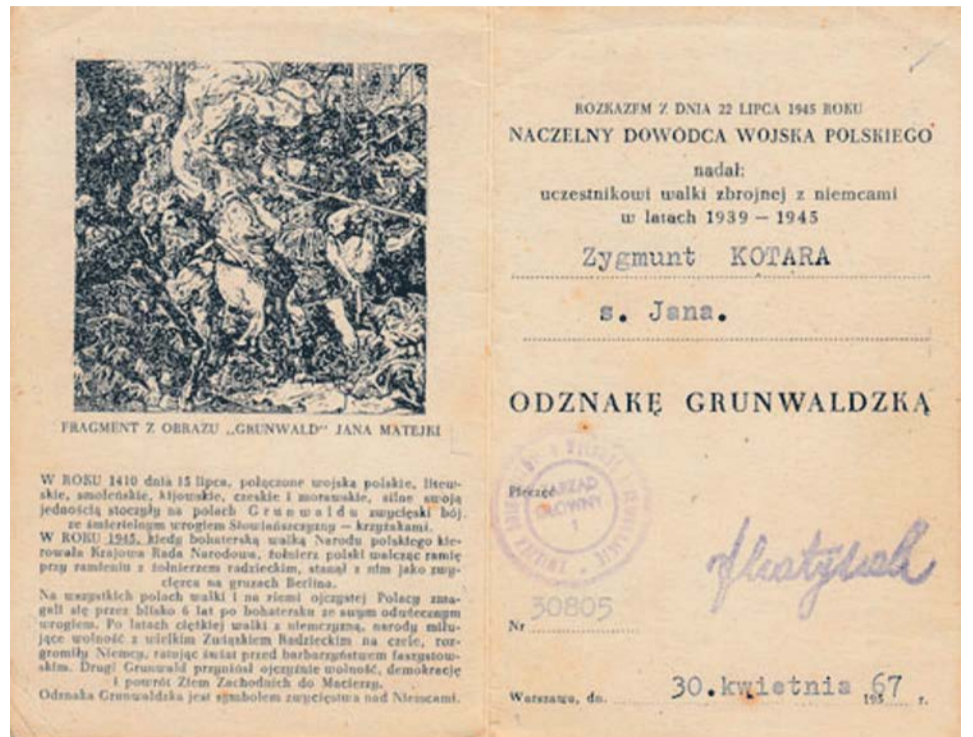 FRAGMENT Z OBRAZU „GRUNWALD" JANA MATEJKI
W ROKU 1410 dnia 15 lipca, połączone wojska polskie, litew-
skie, smoleńskie, kijowskie, czeskie i morawskie, silne swoją
jednością stoczyły na polach Grunwaldu zwycięski bój
ze śmiertelnym wrogiem Słowiańszczyzny — krzyżakami.
W ROKU 1945, kiedy bohaterską walką Narodu polskiego kie-
rowała Krajowa Rada Narodowa, żołnierz polski walcząc ramię
przy ramieniu z żołnierzem radzieckim, stanął z nim jako zwy-
cięzca na gruzach Berlina.
Na wszystkich polach walki i na ziemi ojczystej Polacy zma-
gali się przez blisko 6 lat po bohatersku ze swym odwiecznym
wrogiem. Po latach ciężkiej walki z niemczyzną, narody miłu-
jące wolność z wielkim Związkiem Radzieckim na czele, roz-
gromiły Niemcy, ratując świat przed barbarzyństwem faszystow-
skim. Drugi Grunwald przyniósł ojczyźnie wolność, demokrację
i powrót Ziem Zachodnich do Macierzy.
Odznaka Grunwaldzka jest symbolem zwycięstwa nad Niemcami.
ROZKAZEM Z DNIA 22 LIPCA 1945 ROKU
NACZELNY DOWÓDCA WOJSKA POLSKIEGO
nadał:
uczestnikowi walki zbrojnej z niemcami
w latach 1939 — 1945
Zygmunt KOTARA
s. Jana.
ODZNAKĘ GRUNWALDZKĄ
Pieczęć
ZARZĄD
GŁÓWNY
1
Nr 30805
Warszawa, dn. 30.kwietnia 1967 r.